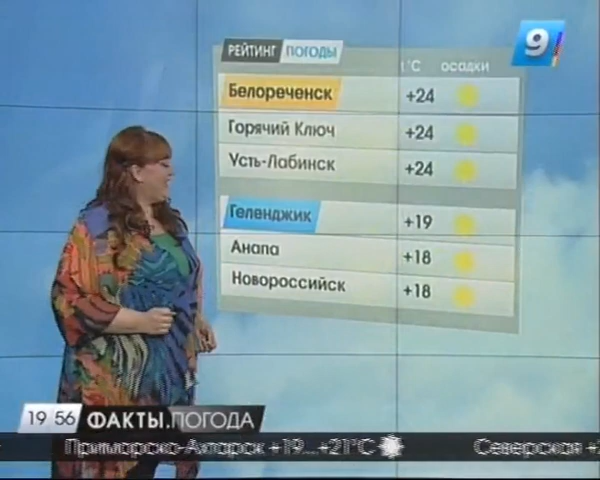 9
РЕЙТИНГ ПОГОДЫ
t °C осадки
Белореченск +24
Горячий Ключ +24
Усть-Лабинск +24
Геленджик +19
Анапа +18
Новороссийск +18
19 56 ФАКТЫ.ПОГОДА
Приморско-Ахтарск +19...+21°C Северская +